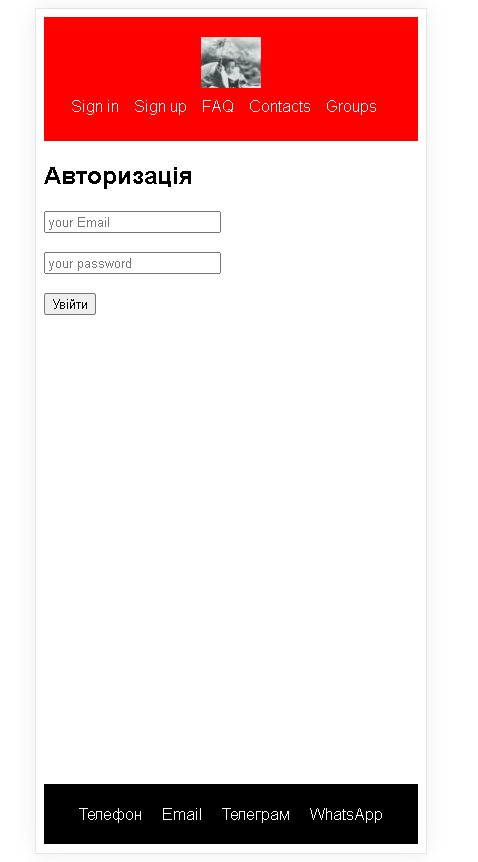 Sign in Sign up FAQ Contacts Groups
Авторизація
your Email
your password
Увійти
Телефон Email Телеграм WhatsApp